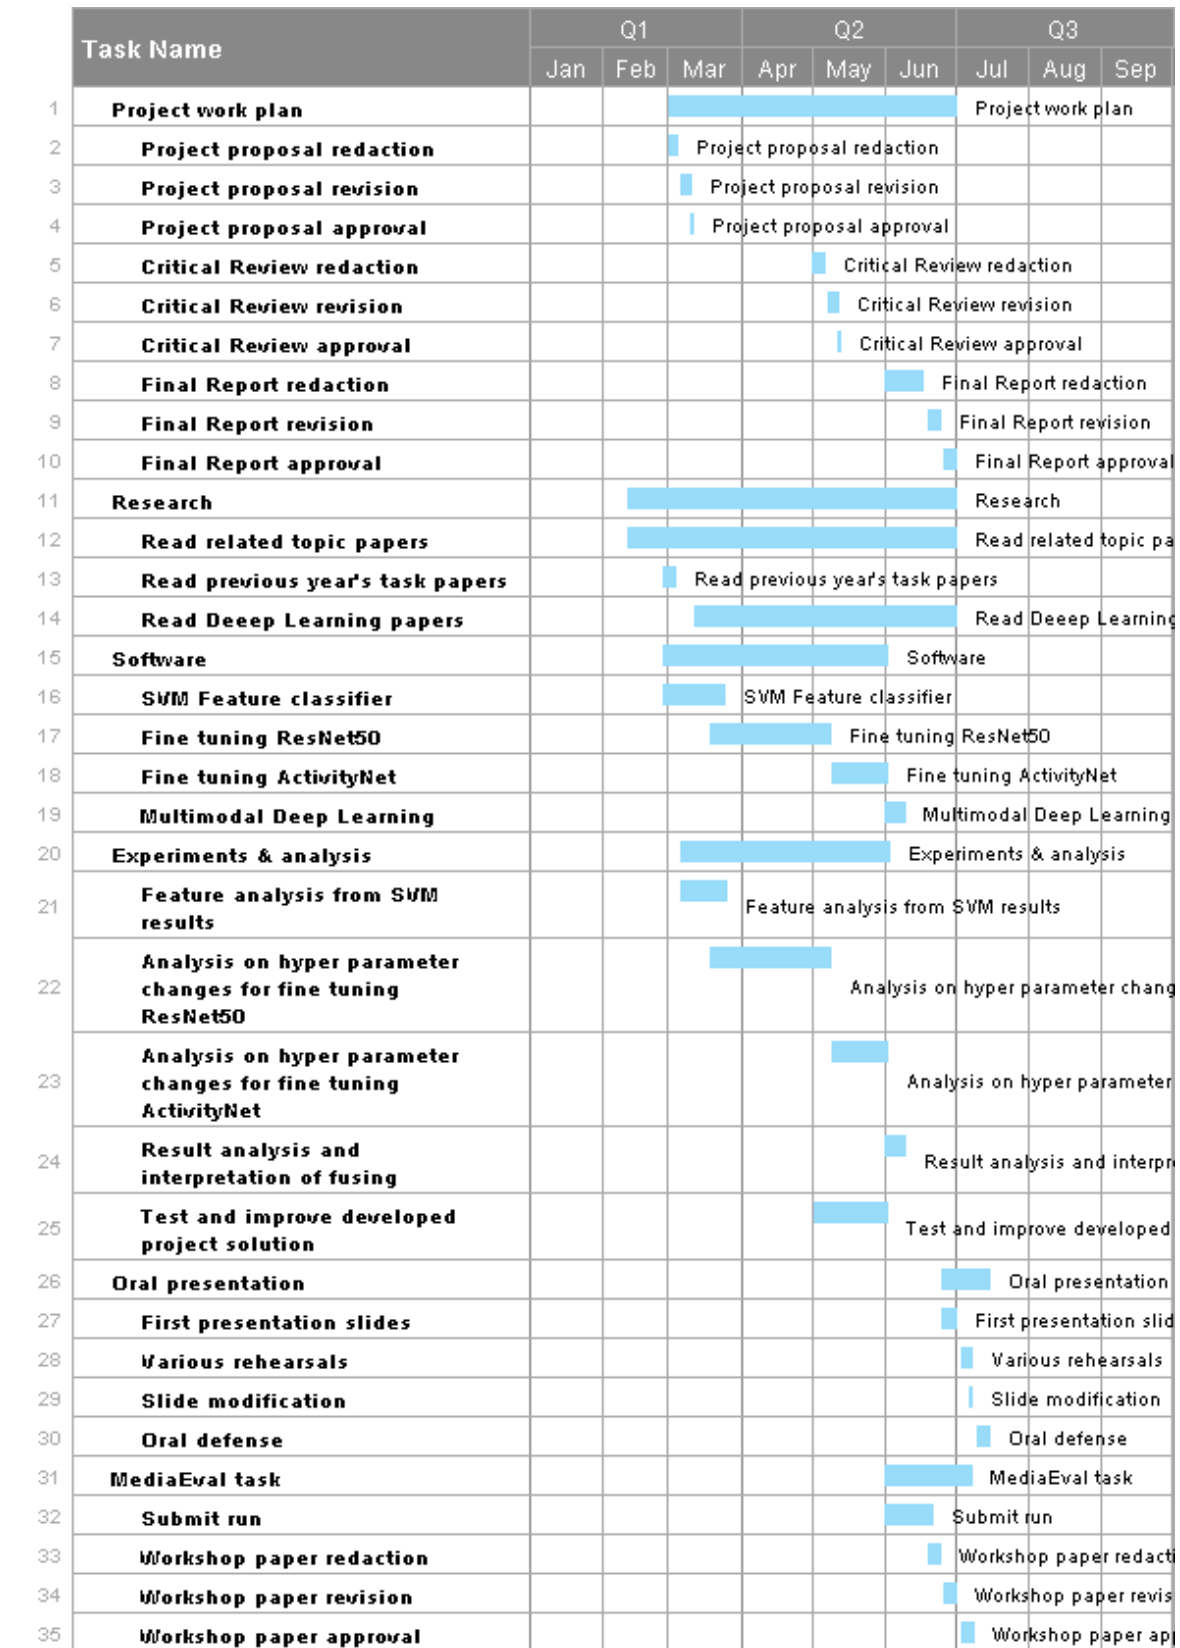 Task Name
Q1 Q2 Q3
Jan Feb Mar Apr May Jun Jul Aug Sep
1 Project work plan Project work plan
2 Project proposal redaction Project proposal redaction
3 Project proposal revision Project proposal revision
4 Project proposal approval Project proposal approval
5 Critical Review redaction Critical Review redaction
6 Critical Review revision Critical Review revision
7 Critical Review approval Critical Review approval
8 Final Report redaction Final Report redaction
9 Final Report revision Final Report revision
10 Final Report approval Final Report approval
11 Research Research
12 Read related topic papers Read related topic pa
13 Read previous year's task papers Read previous year's task papers
14 Read Deeep Learning papers Read Deeep Learning
15 Software Software
16 SVM Feature classifier SVM Feature classifier
17 Fine tuning ResNet50 Fine tuning ResNet50
18 Fine tuning ActivityNet Fine tuning ActivityNet
19 Multimodal Deep Learning Multimodal Deep Learning
20 Experiments & analysis Experiments & analysis
21 Feature analysis from SVM
results Feature analysis from SVM results
22 Analysis on hyper parameter
changes for fine tuning
ResNet50 Analysis on hyper parameter chang
23 Analysis on hyper parameter
changes for fine tuning
ActivityNet Analysis on hyper parameter
24 Result analysis and
interpretation of fusing Result analysis and interpr
25 Test and improve developed
project solution Test and improve developed
26 Oral presentation Oral presentation
27 First presentation slides First presentation slid
28 Various rehearsals Various rehearsals
29 Slide modification Slide modification
30 Oral defense Oral defense
31 MediaEval task MediaEval task
32 Submit run Submit run
33 Workshop paper redaction Workshop paper redacti
34 Workshop paper revision Workshop paper revis
35 Workshop paper approval Workshop paper app